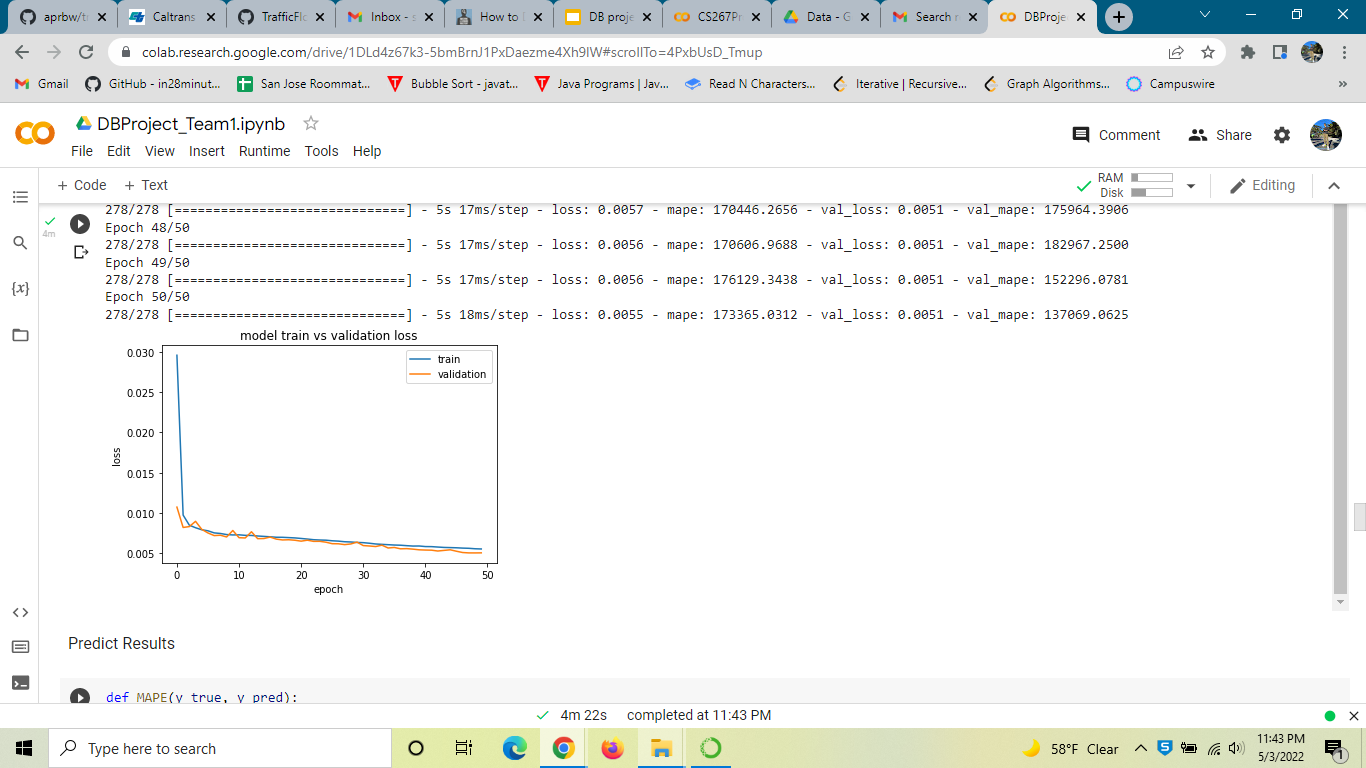 aprbw/tr
Caltrans
TrafficFlo
Inbox - s
How to
DB proje
CS267Pr
Data - G
Search r
DBProje
colab.research.google.com/drive/1DLd4z67k3-5bmBrnJ1PxDaezme4Xh9lW#scrollTo=4PxbUsD_Tmup
Gmail
GitHub - in28minut...
San Jose Roommat...
Bubble Sort - javat...
Java Programs | Jav...
Read N Characters...
Iterative | Recursive...
Graph Algorithms...
Campuswire
»
CO
DBProject_Team1.ipynb
Comment
Share
File Edit View Insert Runtime Tools Help
+ Code + Text
RAM
Disk
Editing
4m
278/278 [==============================] - 5s 17ms/step - loss: 0.0057 - mape: 170446.2656 - val_loss: 0.0051 - val_mape: 175964.3906
Epoch 48/50
278/278 [==============================] - 5s 17ms/step - loss: 0.0056 - mape: 170606.9688 - val_loss: 0.0051 - val_mape: 182967.2500
Epoch 49/50
278/278 [==============================] - 5s 17ms/step - loss: 0.0056 - mape: 176129.3438 - val_loss: 0.0051 - val_mape: 152296.0781
Epoch 50/50
278/278 [==============================] - 5s 18ms/step - loss: 0.0055 - mape: 173365.0312 - val_loss: 0.0051 - val_mape: 137069.0625
{x}
model train vs validation loss
train
validation
0.030
0.025
0.020
0.015
0.010
0.005
loss
0 10 20 30 40 50
epoch
Predict Results
def MAPE(y_true, y_pred):
4m 22s completed at 11:43 PM
Type here to search
58°F Clear
11:43 PM
5/3/2022
1